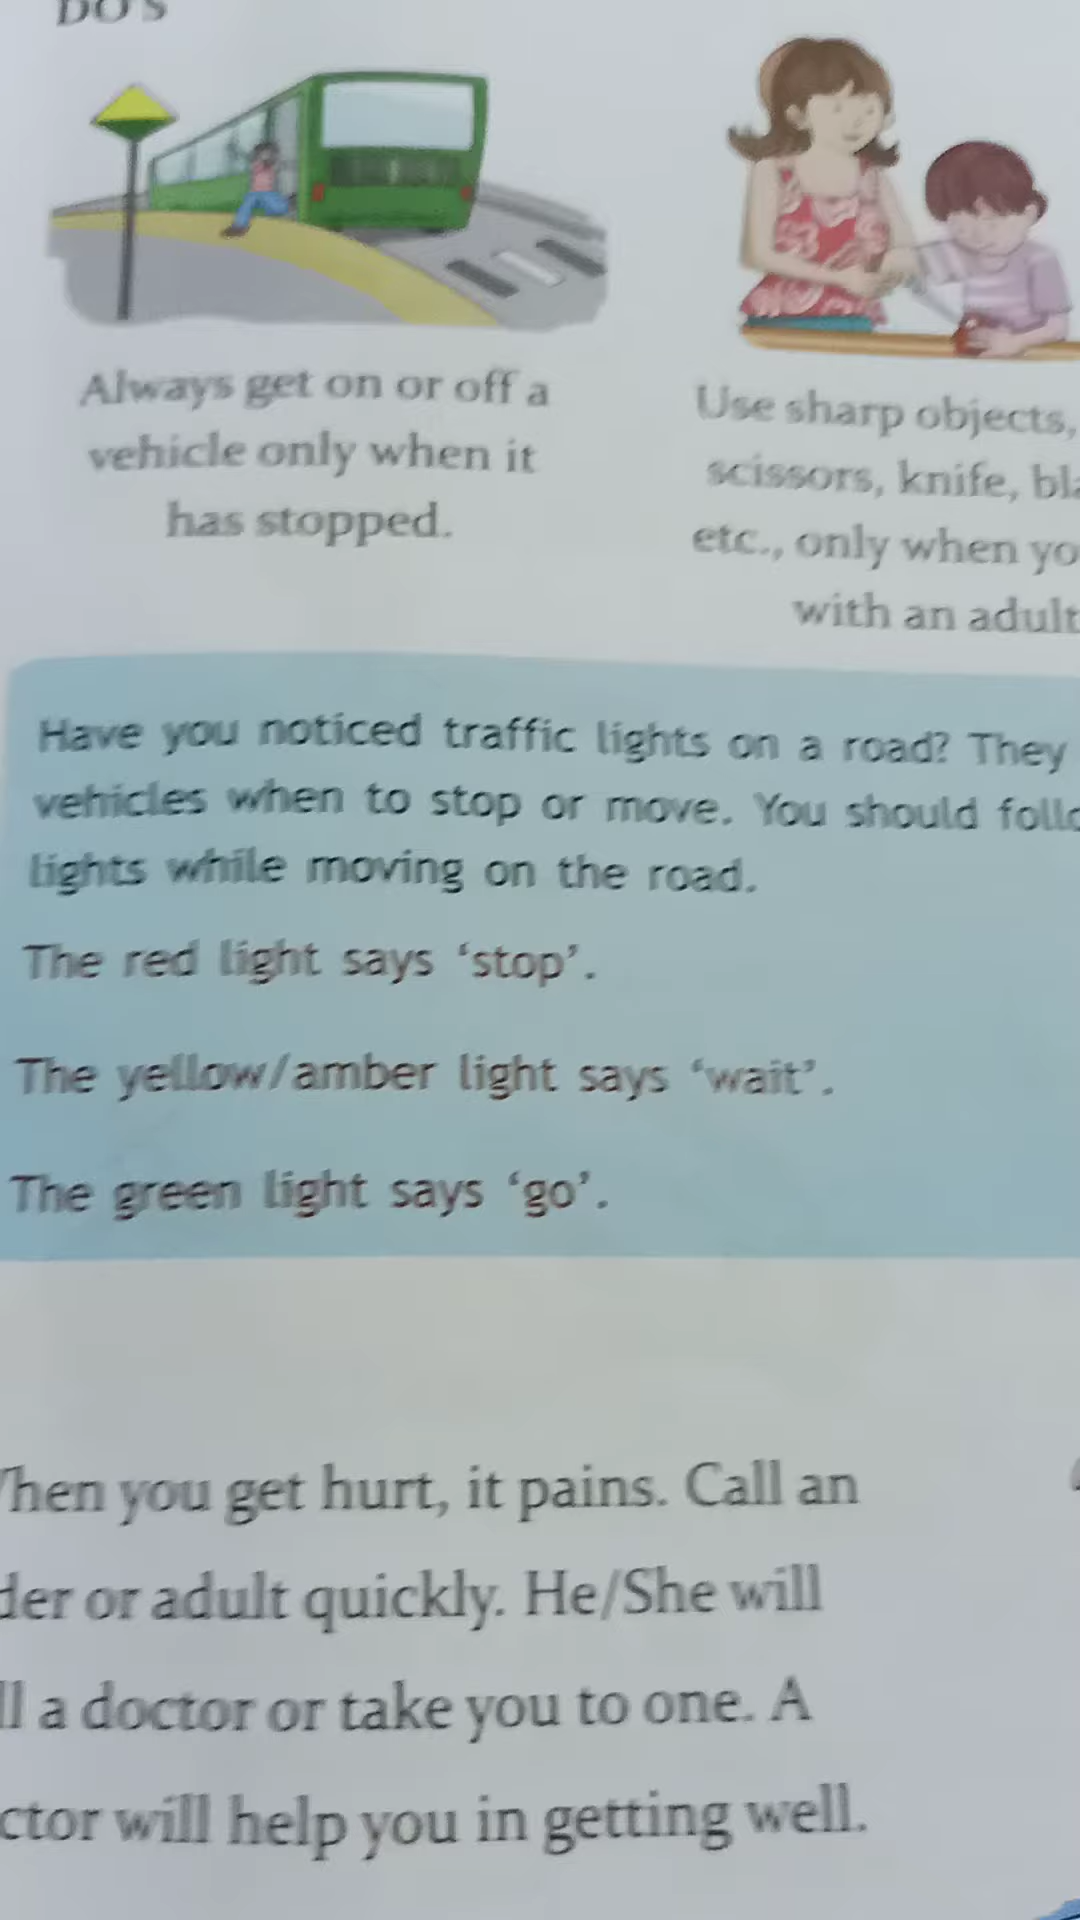 DO'S
Always get on or off a
vehicle only when it
has stopped.
Use sharp objects,
scissors, knife,
etc., only when
with an adult
Have you noticed traffic lights on a road? They
vehicles when to stop or move. You should
lights while moving on the road.
The red light says ‘stop’.
The yellow/amber light says ‘wait’.
The green light says ‘go’.
you get hurt, it pains. Call an
or adult quickly. He/She will
a doctor or take you to one. A
will help you in getting well.